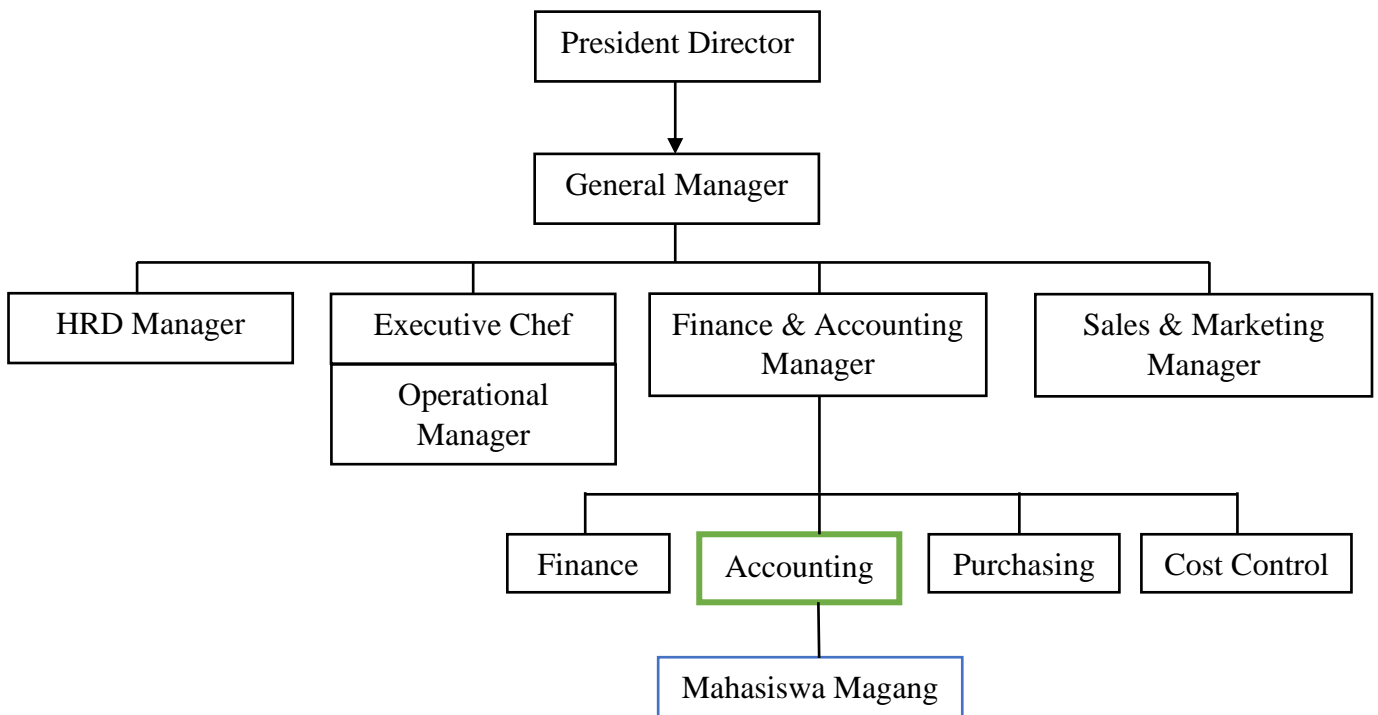 President Director
General Manager
HRD Manager
Executive Chef
Operational
Manager
Finance & Accounting
Manager
Sales & Marketing
Manager
Finance
Accounting
Purchasing
Cost Control
Mahasiswa Magang